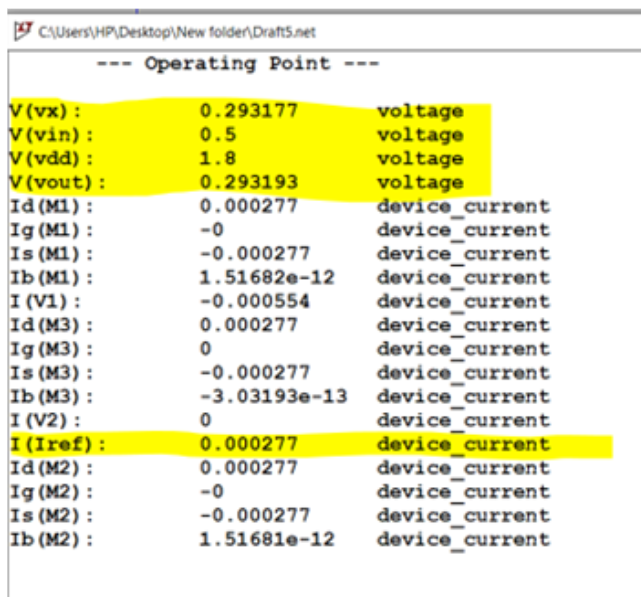 C:\Users\HP\Desktop\New folder\Draft5.net
--- Operating Point ---
V(vx): 0.293177 voltage
V(vin): 0.5 voltage
V(vdd): 1.8 voltage
V(vout): 0.293193 voltage
Id(M1): 0.000277 device_current
Ig(M1): -0 device_current
Is(M1): -0.000277 device_current
Ib(M1): 1.51682e-12 device_current
I(V1): -0.000554 device_current
Id(M3): 0.000277 device_current
Ig(M3): 0 device_current
Is(M3): -0.000277 device_current
Ib(M3): -3.03193e-13 device_current
I(V2): 0 device_current
I(Iref): 0.000277 device_current
Id(M2): 0.000277 device_current
Ig(M2): -0 device_current
Is(M2): -0.000277 device_current
Ib(M2): 1.51681e-12 device_current